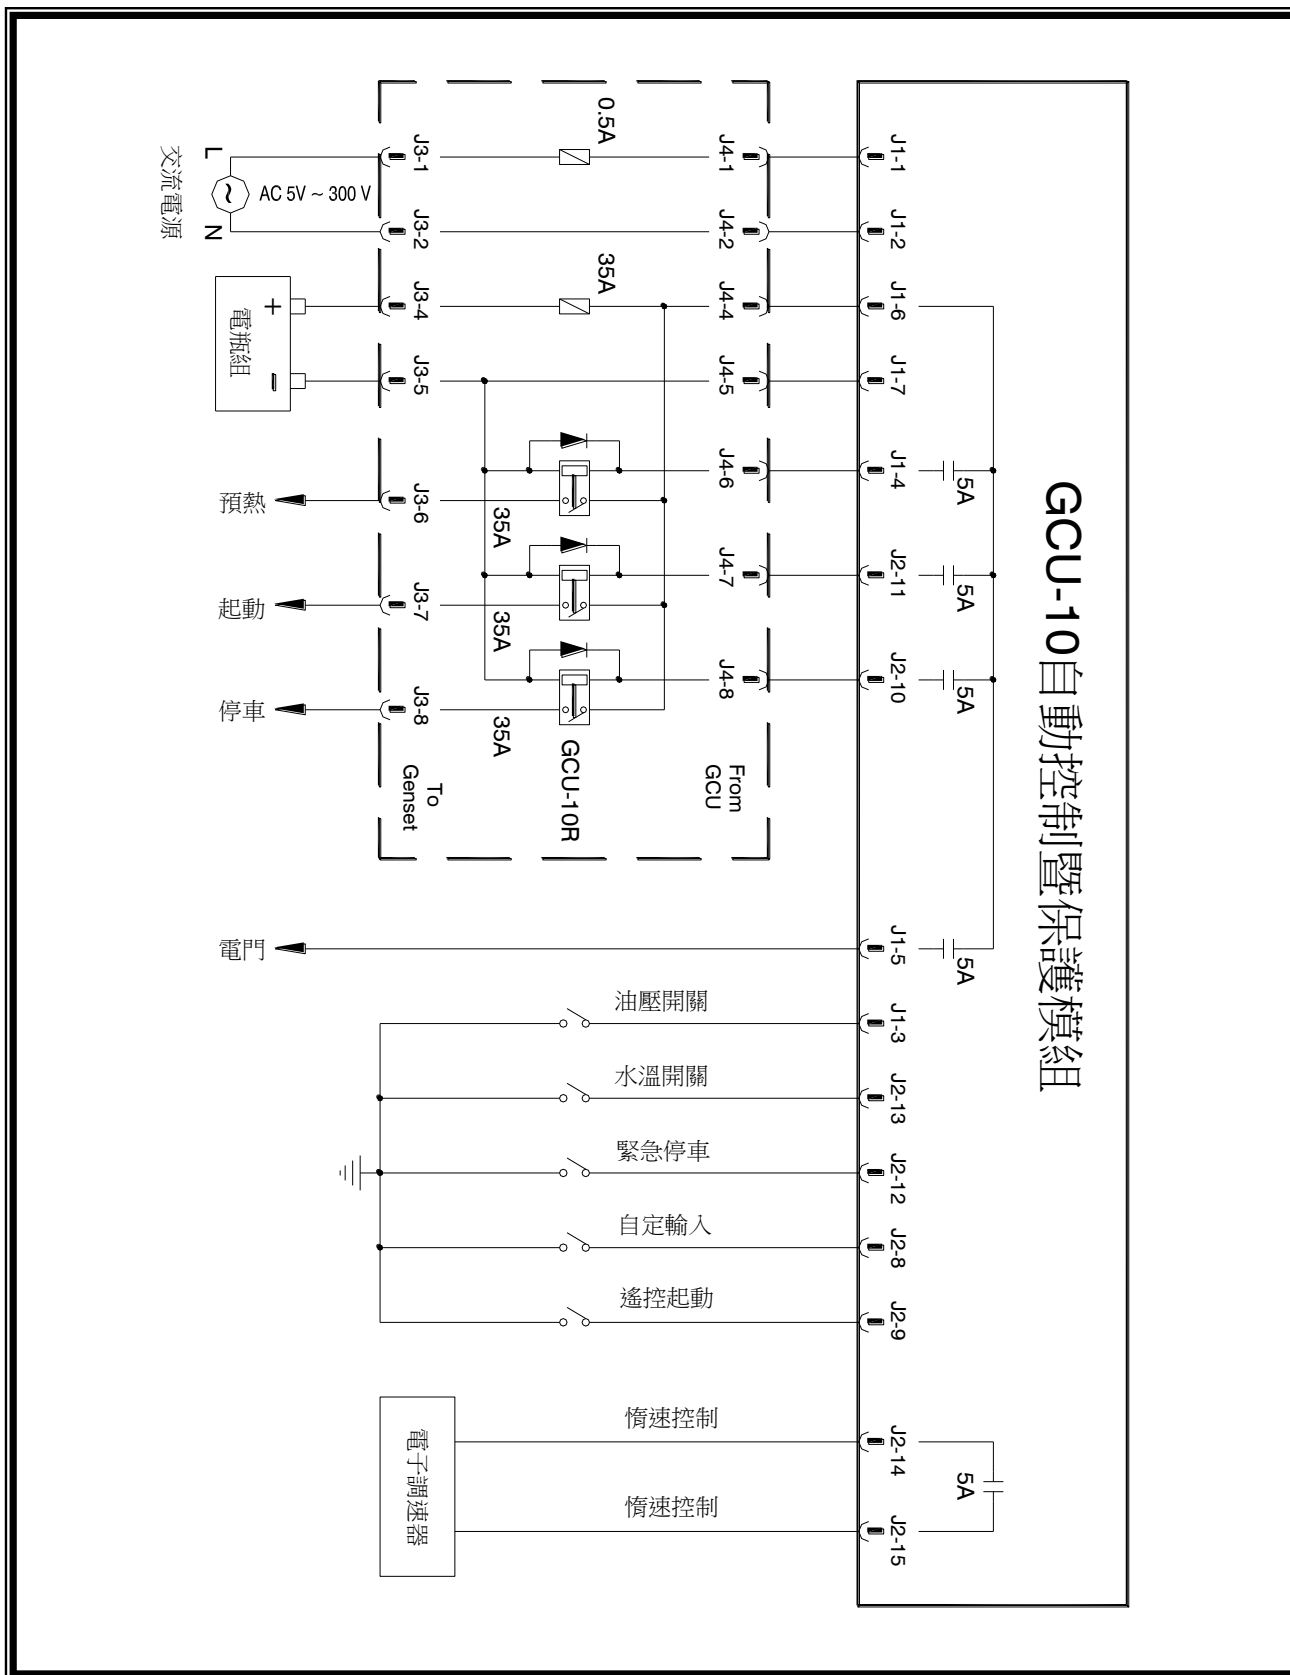 GCU-10自動控制暨保護模組
J1-1
J1-2
J1-6
J1-7
J1-4
J2-11
J2-10
J1-5
J1-3
J2-13
J2-12
J2-8
J2-9
J2-14
J2-15
5A
5A
5A
5A
5A
J4-1
J4-2
J4-4
J4-5
J4-6
J4-7
J4-8
From
GCU
0.5A
35A
GCU-10R
35A
35A
35A
J3-1
J3-2
J3-4
J3-5
J3-6
J3-7
J3-8
To
Genset
油壓開關
水溫開關
緊急停車
自定輸入
遙控起動
惰速控制
惰速控制
電子調速器
L
AC 5V ~ 300 V
N
交流電源
+
電瓶組
-
預熱
起動
停車
電門